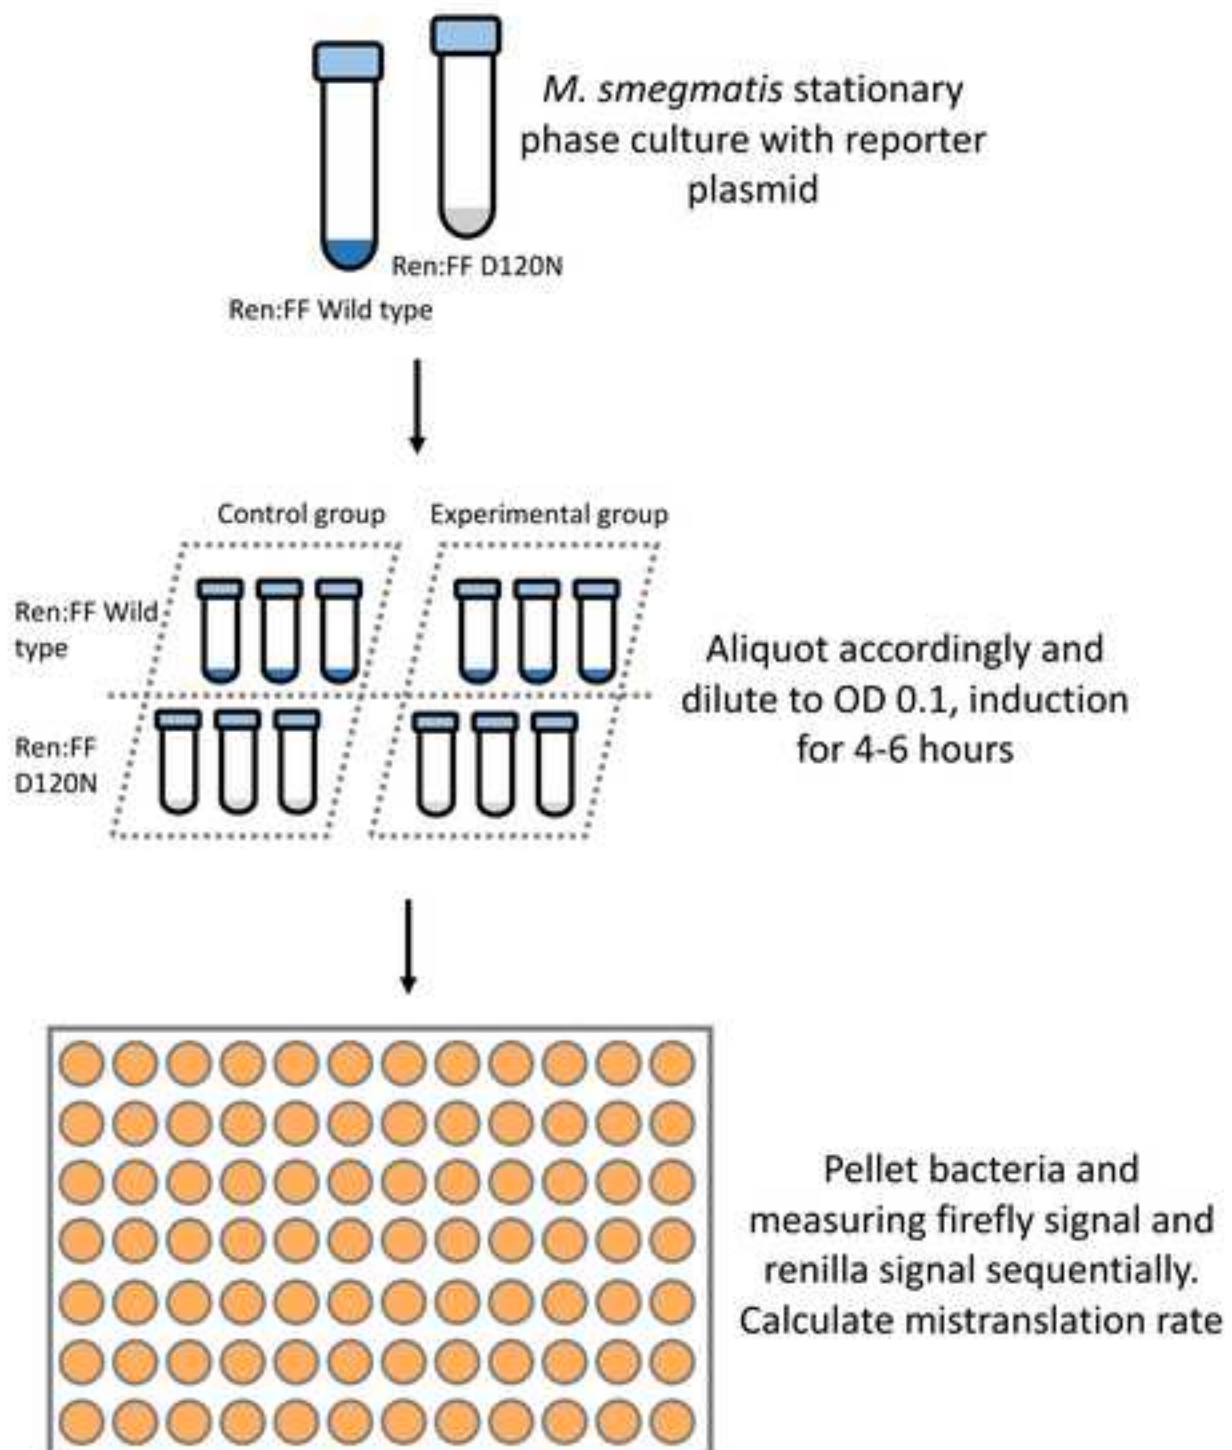 M. smegmatis stationary
phase culture with reporter
plasmid
Ren:FF D120N
Ren:FF Wild type
Control group
Experimental group
Ren:FF Wild
type
Ren:FF
D120N
Aliquot accordingly and
dilute to OD 0.1, induction
for 4-6 hours
Pellet bacteria and
measuring firefly signal and
renilla signal sequentially.
Calculate mistranslation rate